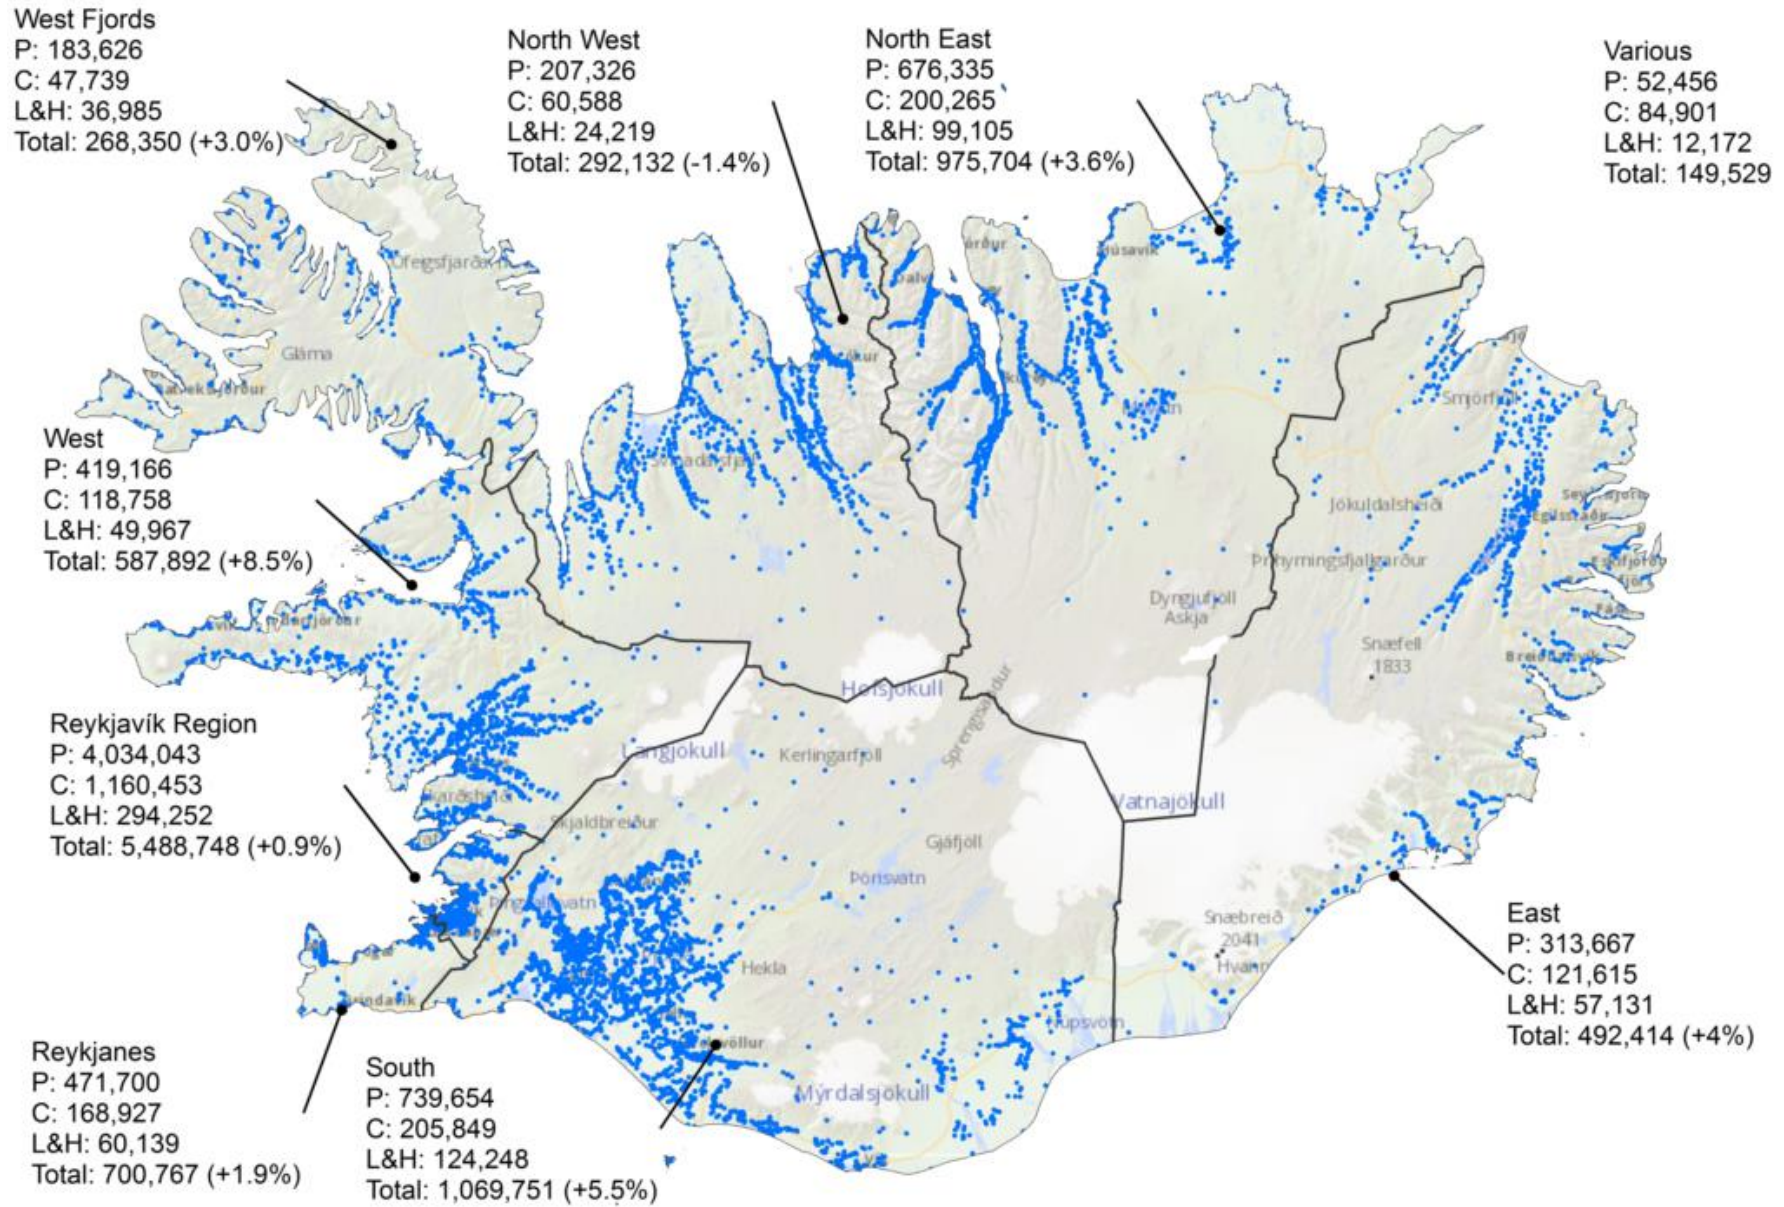 West Fjords
P: 183,626
C: 47,739
L&H: 36,985
Total: 268,350 (+3.0%)
North West
P: 207,326
C: 60,588
L&H: 24,219
Total: 292,132 (-1.4%)
North East
P: 676,335
C: 200,265
L&H: 99,105
Total: 975,704 (+3.6%)
Various
P: 52,456
C: 84,901
L&H: 12,172
Total: 149,529
Gláma
West
P: 419,166
C: 118,758
L&H: 49,967
Total: 587,892 (+8.5%)
Jökuldalsheiði
Þríhyrningsfjallgarður
Dyngjufjöll
Askja
Snæfell
1833
Hofsjökull
Sprengisandur
Langjökull
Kerlingarfjöll
Vatnajökull
Reykjavík Region
P: 4,034,043
C: 1,160,453
L&H: 294,252
Total: 5,488,748 (+0.9%)
Skjaldbreiður
Gjáfjöll
Þórisvatn
Snæbreið
2041
Hekla
East
P: 313,667
C: 121,615
L&H: 57,131
Total: 492,414 (+4%)
Grindavík
Reykjanes
P: 471,700
C: 168,927
L&H: 60,139
Total: 700,767 (+1.9%)
South
P: 739,654
C: 205,849
L&H: 124,248
Total: 1,069,751 (+5.5%)
Mýrdalsjökull